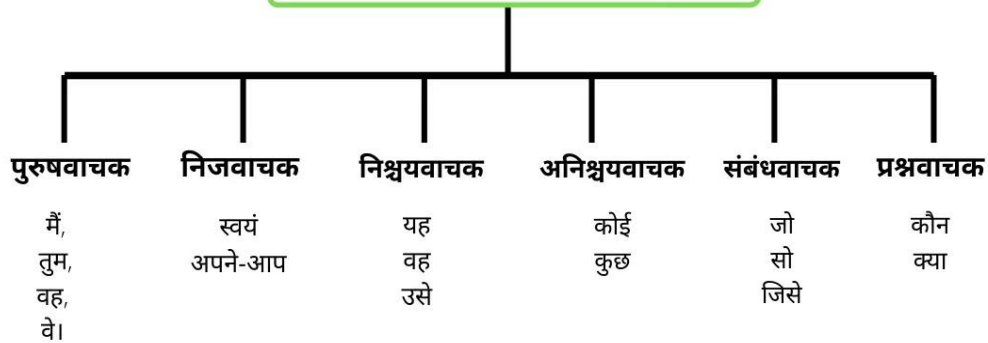 पुरुषवाचक
मैं,
तुम,
वह,
वे।
निजवाचक
स्वयं
अपने-आप
निश्चयवाचक
यह
वह
उसे
अनिश्चयवाचक
कोई
कुछ
संबंधवाचक
जो
सो
जिसे
प्रश्नवाचक
कौन
क्या